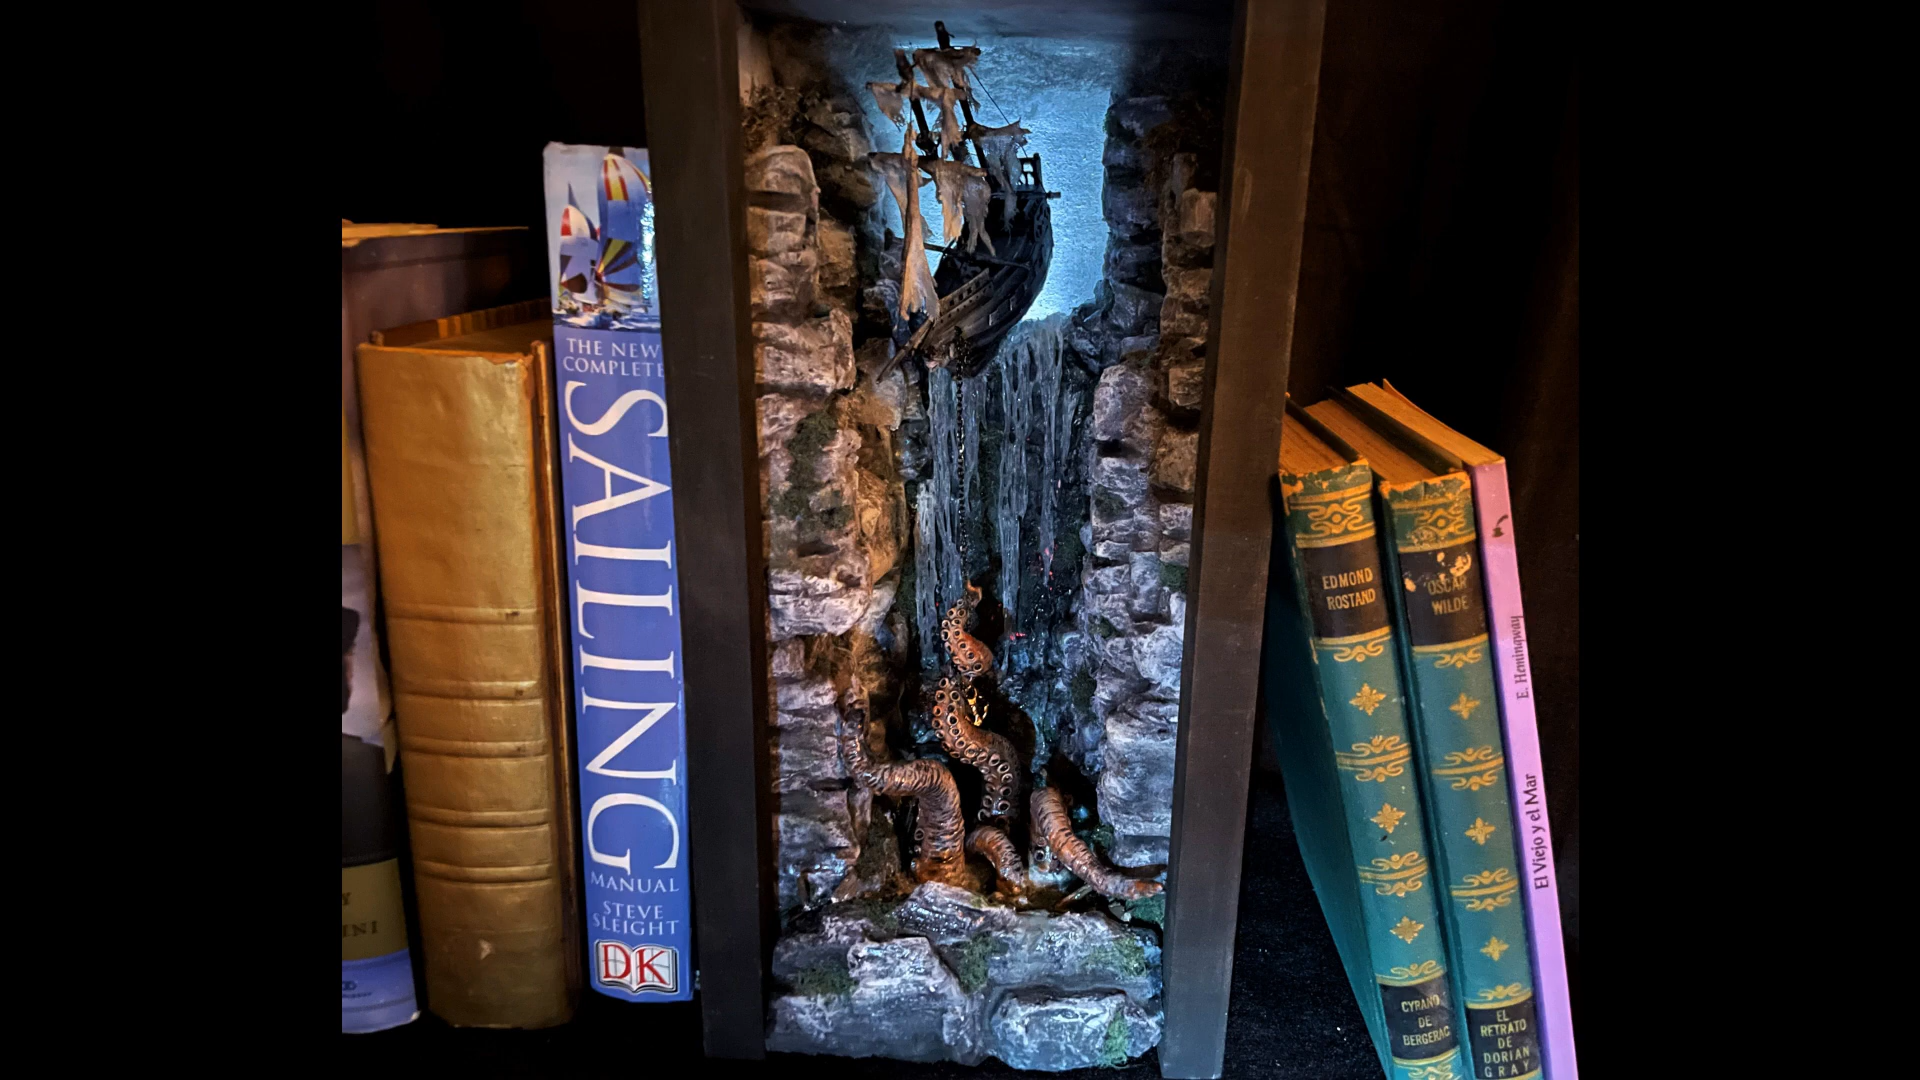 THE NEW
COMPLETE
SAILING
MANUAL
STEVE
SLEIGHT
DK
EDMOND
ROSTAND
CYRANO
DE
BERGERAC
OSCAR
WILDE
EL
RETRATO
DE
DORIAN
GRAY
E. Hemingway
El Viejo y el Mar